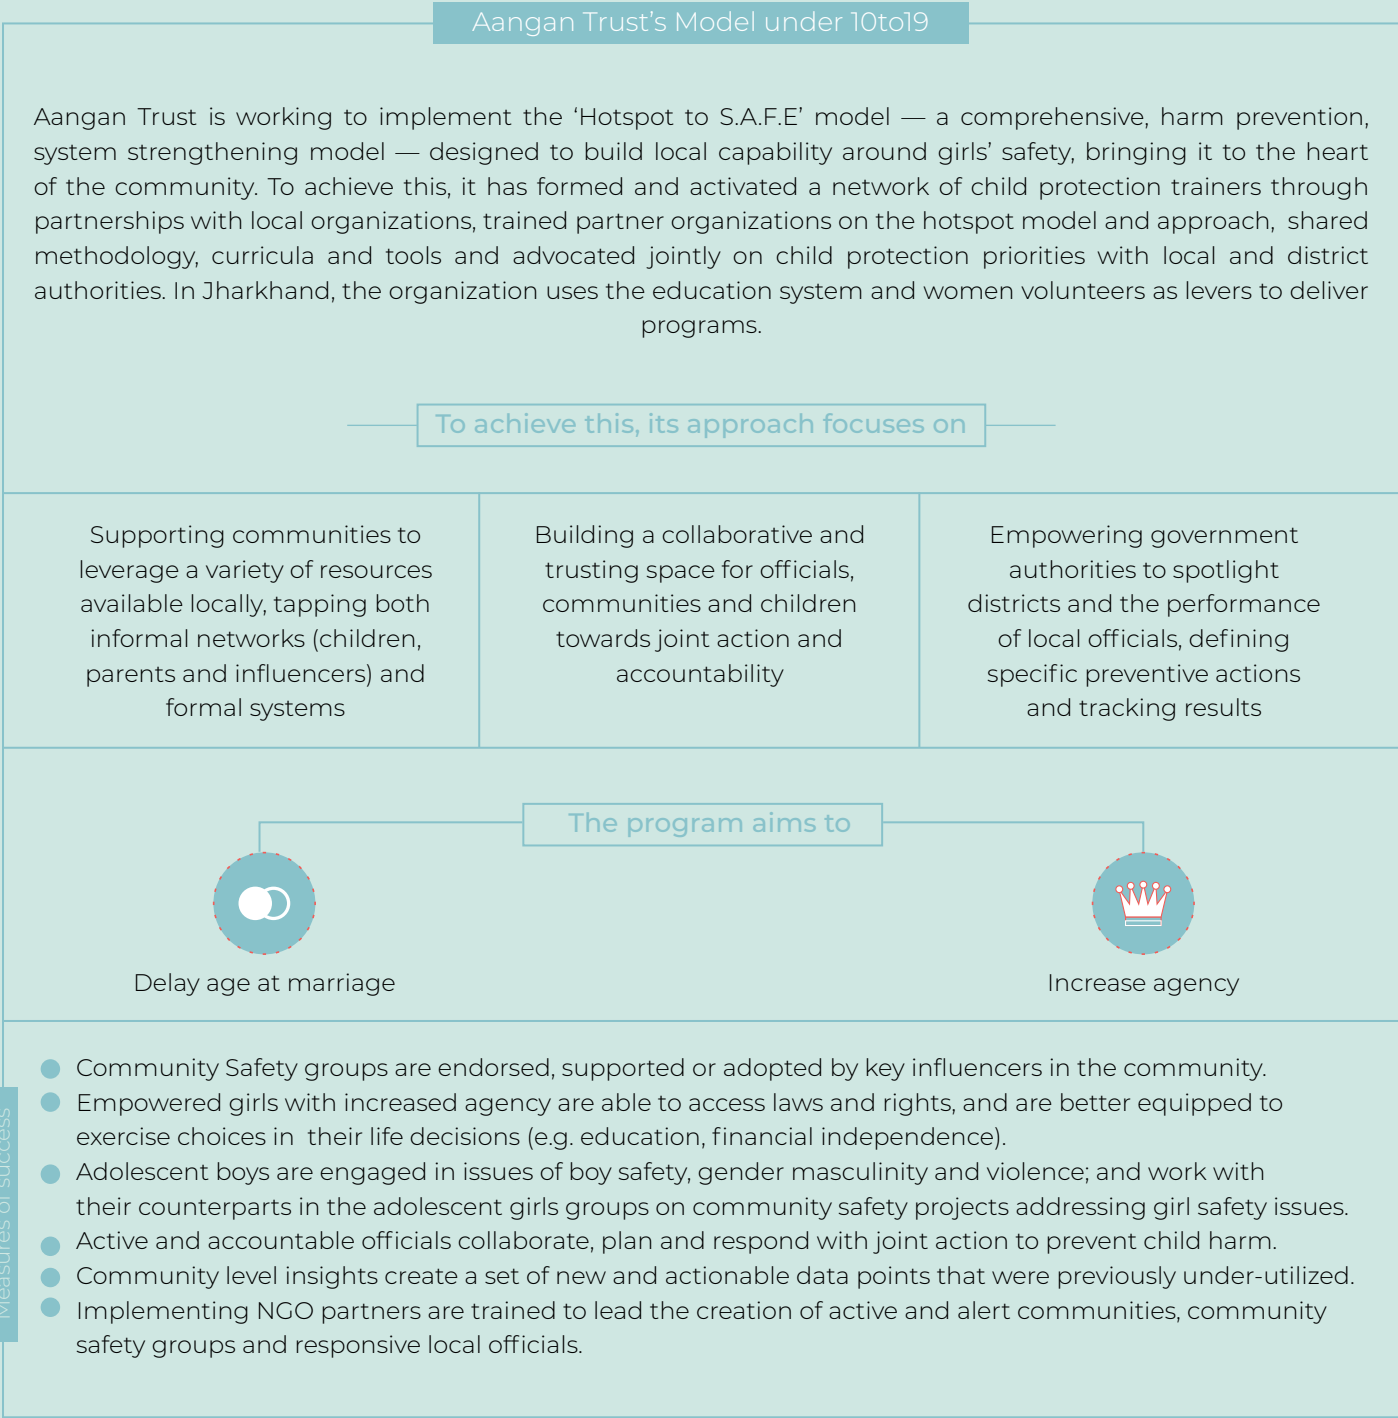 Aangan Trust's Model under 10to19
Aangan Trust is working to implement the ‘Hotspot to S.A.F.E’ model — a comprehensive, harm prevention,
system strengthening model — designed to build local capability around girls’ safety, bringing it to the heart
of the community. To achieve this, it has formed and activated a network of child protection trainers through
partnerships with local organizations, trained partner organizations on the hotspot model and approach, shared
methodology, curricula and tools and advocated jointly on child protection priorities with local and district
authorities. In Jharkhand, the organization uses the education system and women volunteers as levers to deliver
programs.
To achieve this, its approach focuses on
Supporting communities to
leverage a variety of resources
available locally, tapping both
informal networks (children,
parents and influencers) and
formal systems
Building a collaborative and
trusting space for officials,
communities and children
towards joint action and
accountability
Empowering government
authorities to spotlight
districts and the performance
of local officials, defining
specific preventive actions
and tracking results
The program aims to
Delay age at marriage
Increase agency
Measures of success
Community Safety groups are endorsed, supported or adopted by key influencers in the community.
Empowered girls with increased agency are able to access laws and rights, and are better equipped to
exercise choices in their life decisions (e.g. education, financial independence).
Adolescent boys are engaged in issues of boy safety, gender masculinity and violence; and work with
their counterparts in the adolescent girls groups on community safety projects addressing girl safety issues.
Active and accountable officials collaborate, plan and respond with joint action to prevent child harm.
Community level insights create a set of new and actionable data points that were previously under-utilized.
Implementing NGO partners are trained to lead the creation of active and alert communities, community
safety groups and responsive local officials.